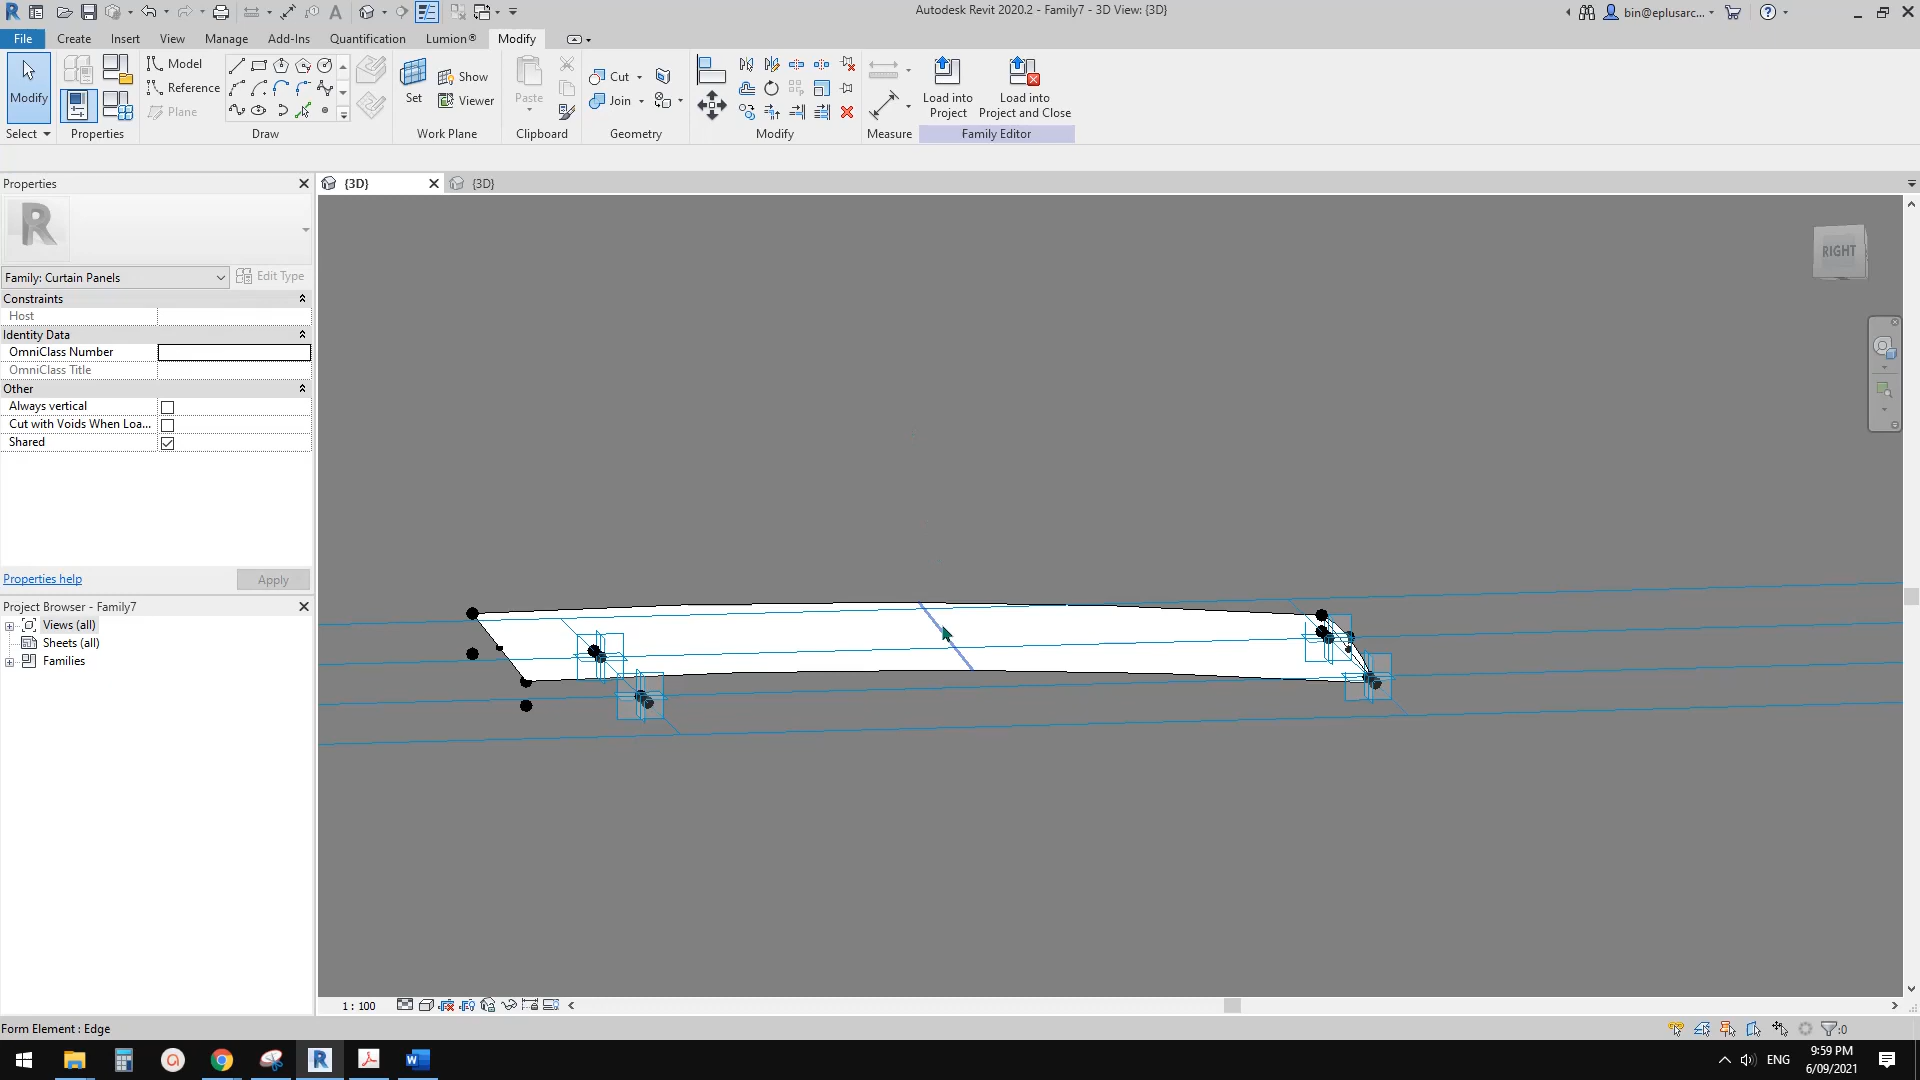 Autodesk Revit 2020.2 - Family7 - 3D View: {3D}
bin@eplusarc...
File Create Insert View Manage Add-Ins Quantification Lumion® Modify
Modify
Model
Reference
Plane
Set
Show
Viewer
Paste
Cut
Join
Load into
Project
Load into
Project and Close
Select Properties Draw Work Plane Clipboard Geometry Modify Measure Family Editor
Properties
{3D} {3D}
R
Family: Curtain Panels Edit Type
Constraints
Host
Identity Data
OmniClass Number
OmniClass Title
Other
Always vertical
Cut with Voids When Loa...
Shared
Properties help Apply
Project Browser - Family7
Views (all)
Sheets (all)
Families
RIGHT
1 : 100
Form Element : Edge
:0
ENG
9:59 PM
6/09/2021